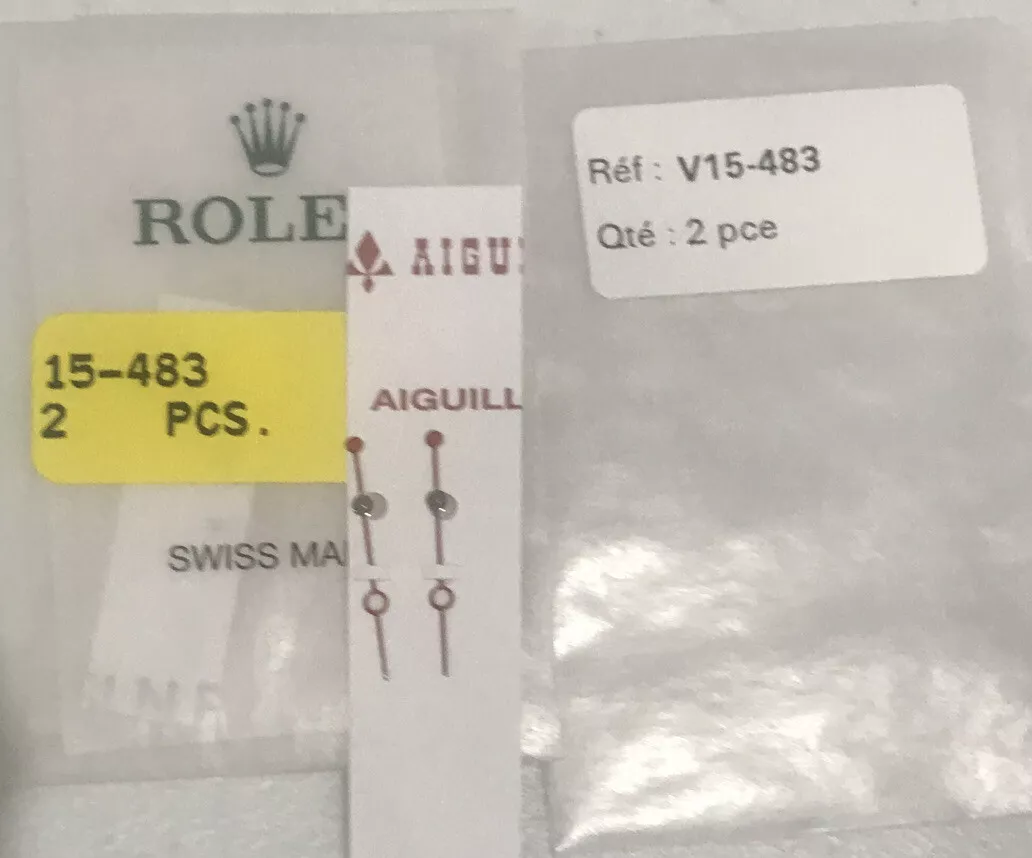 ROLE
15-483
2 PCS.
SWISS MA
AIGU
AIGUILL
Réf : V15-483
Qté : 2 pce